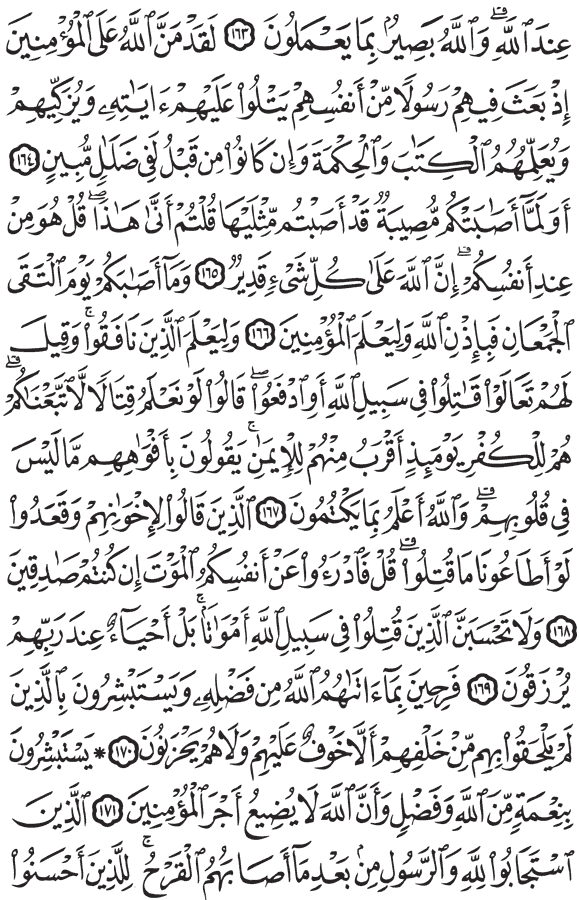 عِندَ ٱللَّهِۗ وَٱللَّهُ بَصِيرُۢ بِمَا يَعۡمَلُونَ ١٦٣ لَقَدۡ مَنَّ ٱللَّهُ عَلَى ٱلۡمُؤۡمِنِينَ
إِذۡ بَعَثَ فِيهِمۡ رَسُولٗا مِّنۡ أَنفُسِهِمۡ يَتۡلُواْ عَلَيۡهِمۡ ءَايَٰتِهِۦ وَيُزَكِّيهِمۡ
وَيُعَلِّمُهُمُ ٱلۡكِتَٰبَ وَٱلۡحِكۡمَةَ وَإِن كَانُواْ مِن قَبۡلُ لَفِي ضَلَٰلٖ مُّبِينٍ ١٦٤
أَوَلَمَّآ أَصَٰبَتۡكُم مُّصِيبَةٞ قَدۡ أَصَبۡتُم مِّثۡلَيۡهَا قُلۡتُمۡ أَنَّىٰ هَٰذَاۖ قُلۡ هُوَ مِنۡ
عِندِ أَنفُسِكُمۡۗ إِنَّ ٱللَّهَ عَلَىٰ كُلِّ شَيۡءٖ قَدِيرٞ ١٦٥ وَمَآ أَصَٰبَكُمۡ يَوۡمَ ٱلۡتَقَى
ٱلۡجَمۡعَانِ فَبِإِذۡنِ ٱللَّهِ وَلِيَعۡلَمَ ٱلۡمُؤۡمِنِينَ ١٦٦ وَلِيَعۡلَمَ ٱلَّذِينَ نَافَقُواْۚ وَقِيلَ
لَهُمۡ تَعَالَوۡاْ قَٰتِلُواْ فِي سَبِيلِ ٱللَّهِ أَوِ ٱدۡفَعُواْۖ قَالُواْ لَوۡ نَعۡلَمُ قِتَالٗا لَّٱتَّبَعۡنَٰكُمۡۗ
هُمۡ لِلۡكُفۡرِ يَوۡمَئِذٍ أَقۡرَبُ مِنۡهُمۡ لِلۡإِيمَٰنِۚ يَقُولُونَ بِأَفۡوَٰهِهِم مَّا لَيۡسَ
فِي قُلُوبِهِمۡۗ وَٱللَّهُ أَعۡلَمُ بِمَا يَكۡتُمُونَ ١٦٧ ٱلَّذِينَ قَالُواْ لِإِخۡوَٰنِهِمۡ وَقَعَدُواْ
لَوۡ أَطَاعُونَا مَا قُتِلُواْۗ قُلۡ فَٱدۡرَءُواْ عَنۡ أَنفُسِكُمُ ٱلۡمَوۡتَ إِن كُنتُمۡ صَٰدِقِينَ
١٦٨ وَلَا تَحۡسَبَنَّ ٱلَّذِينَ قُتِلُواْ فِي سَبِيلِ ٱللَّهِ أَمۡوَٰتَۢاۚ بَلۡ أَحۡيَآءٌ عِندَ رَبِّهِمۡ
يُرۡزَقُونَ ١٦٩ فَرِحِينَ بِمَآ ءَاتَىٰهُمُ ٱللَّهُ مِن فَضۡلِهِۦ وَيَسۡتَبۡشِرُونَ بِٱلَّذِينَ
لَمۡ يَلۡحَقُواْ بِهِم مِّنۡ خَلۡفِهِمۡ أَلَّا خَوۡفٌ عَلَيۡهِمۡ وَلَا هُمۡ يَحۡزَنُونَ ١٧٠ * يَسۡتَبۡشِرُونَ
بِنِعۡمَةٖ مِّنَ ٱللَّهِ وَفَضۡلٖ وَأَنَّ ٱللَّهَ لَا يُضِيعُ أَجۡرَ ٱلۡمُؤۡمِنِينَ ١٧١ ٱلَّذِينَ
ٱسۡتَجَابُواْ لِلَّهِ وَٱلرَّسُولِ مِنۢ بَعۡدِ مَآ أَصَابَهُمُ ٱلۡقَرۡحُۚ لِلَّذِينَ أَحۡسَنُواْ